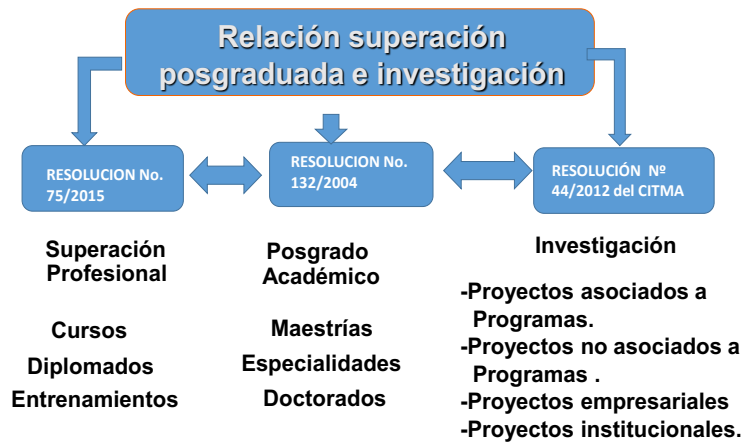 Relación superación
posgraduada e investigación
RESOLUCION No.
75/2015
RESOLUCION No.
132/2004
RESOLUCIÓN Nº
44/2012 del CITMA
Superación
Profesional
Cursos
Diplomados
Entrenamientos
Posgrado
Académico
Maestrías
Especialidades
Doctorados
Investigación
-Proyectos asociados a
Programas.
-Proyectos no asociados a
Programas .
-Proyectos empresariales
-Proyectos institucionales.